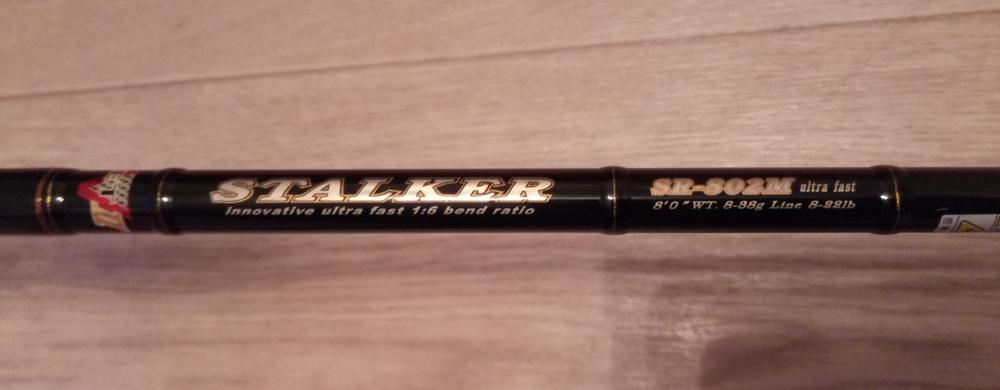 STALKER
Innovative ultra fast 1:6 bend ratio
SR-802M ultra fast
8'0" WT. 8-38g Line 8-22lb